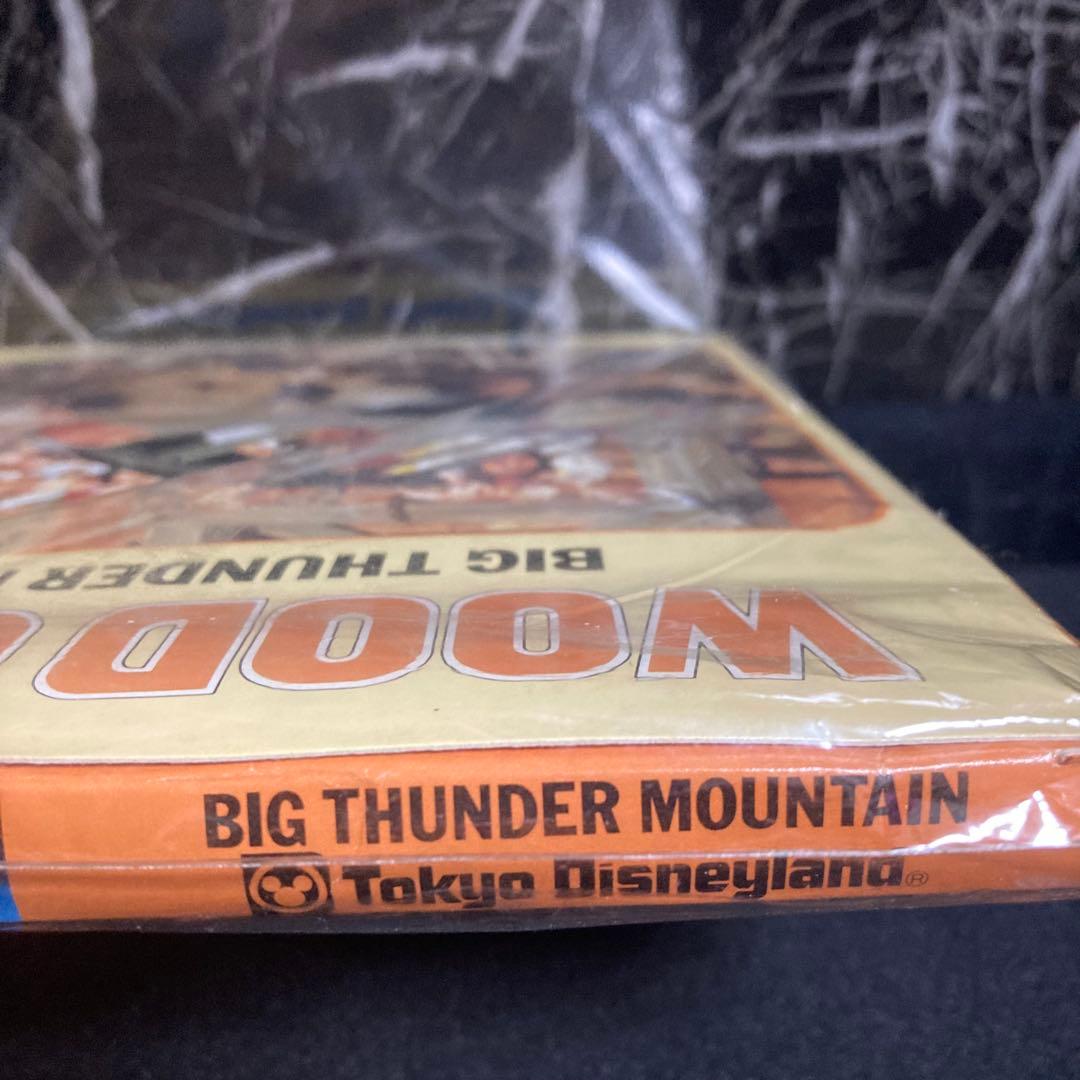 BIG THUNDER
WOOD
BIG THUNDER MOUNTAIN
Tokyo Disneyland®